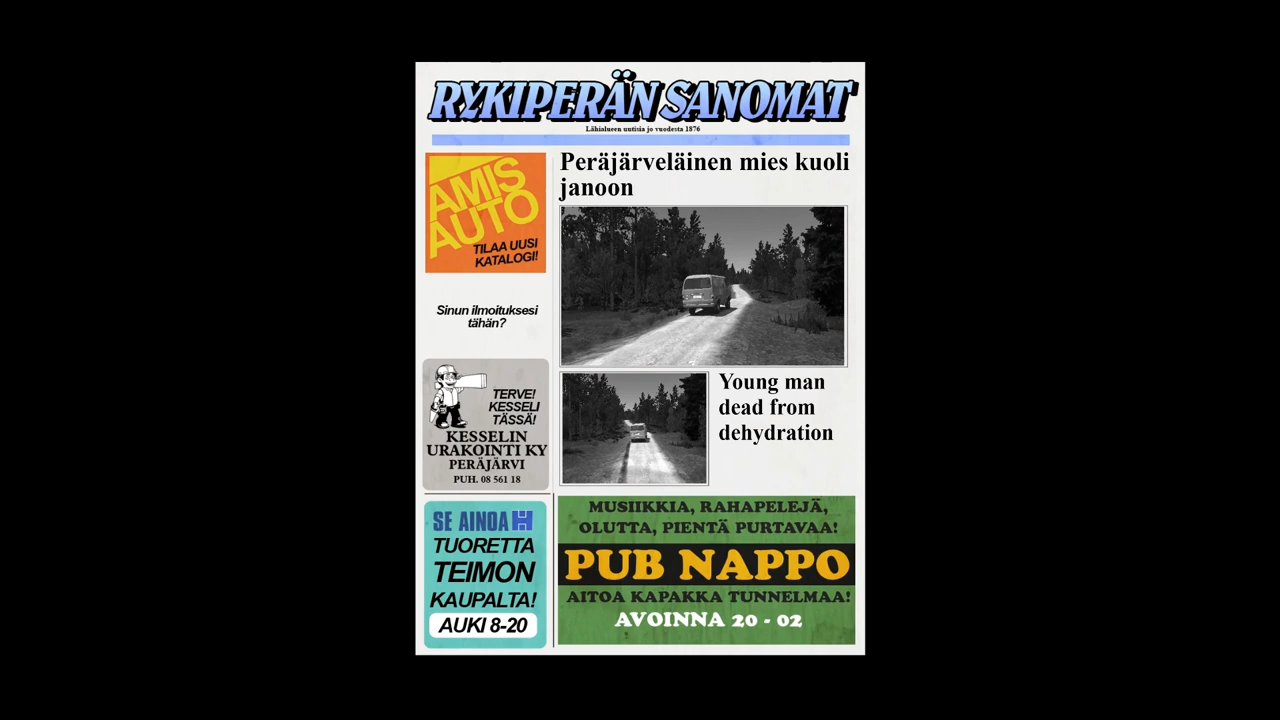 RYKIPERÄN SANOMAT
Lähialueen uutisia jo vuodesta 1876
AMIS
AUTO
TILAA UUSI
KATALOGI!
Sinun ilmoituksesi
tähän?
TERVE!
KESSELI
TÄSSÄ!
KESSELIN
URAKOINTI KY
PERÄJÄRVI
PUH. 08 561 18
SE AINOA H
TUORETTA
TEIMON
KAUPALTA!
AUKI 8-20
Peräjärveläinen mies kuoli
janoon
Young man
dead from
dehydration
MUSIIKKIA, RAHAPELEJÄ,
OLUTTA, PIENTÄ PURTAVAA!
PUB NAPPO
AITOA KAPAKKA TUNNELMAA!
AVOINNA 20 - 02